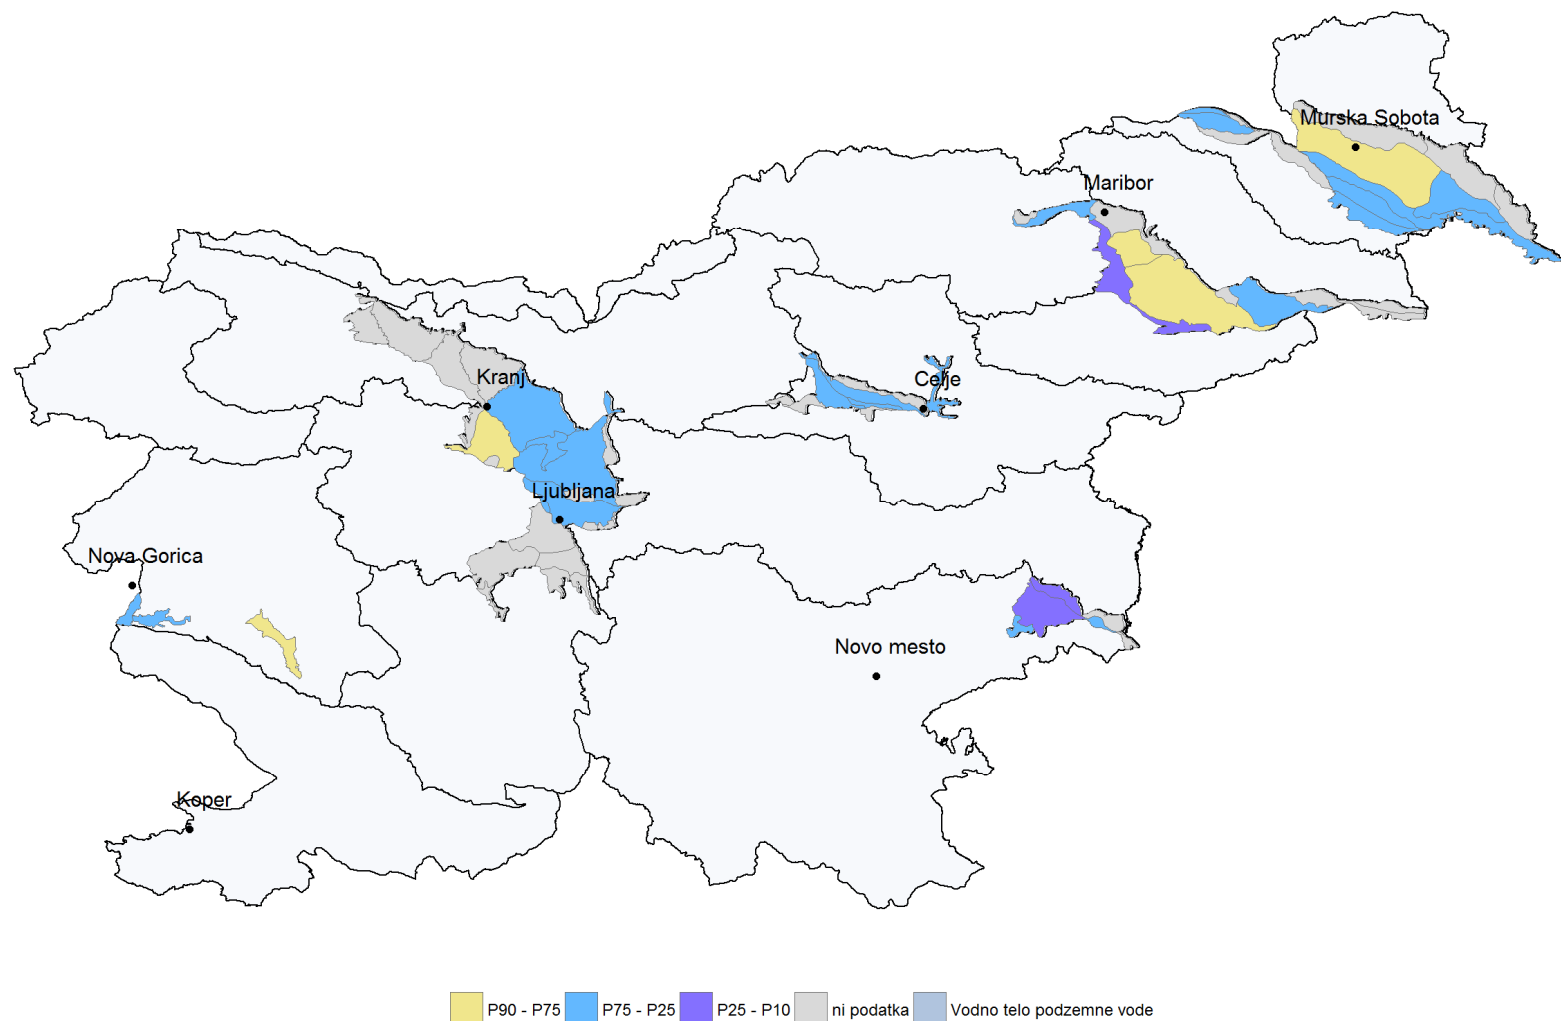 Murska Sobota
Maribor
Kranj
Celje
Ljubljana
Nova Gorica
Novo mesto
Koper
P90 - P75 P75 - P25 P25 - P10 ni podatka Vodno telo podzemne vode